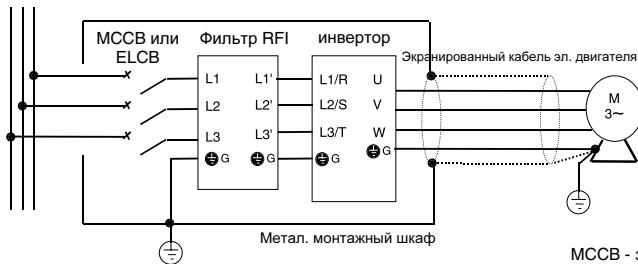 MCCB или
ELCB
Фильтр RFI
инвертор
Экранированный кабель эл. двигателя
L1 L1' L1/R U
L2 L2' L2/S V
L3 L3' L3/T W
G G G
M
3~
Метал. монтажный шкаф
MCCB -